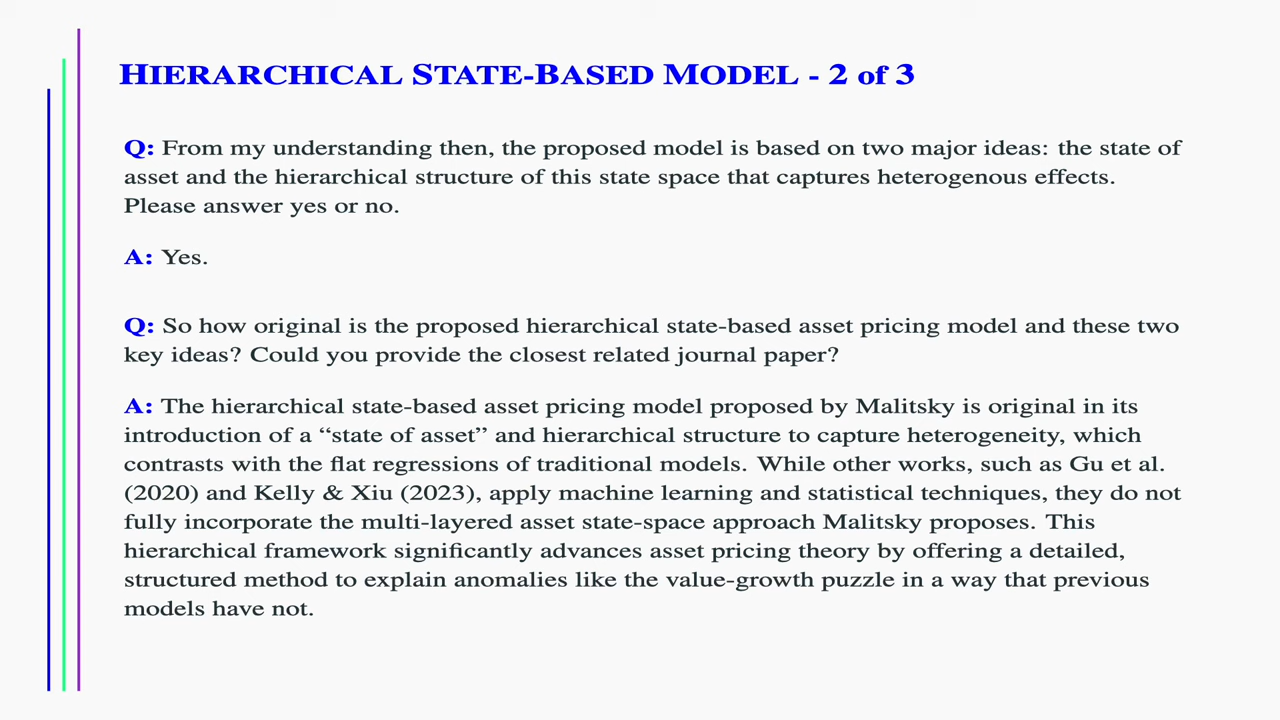 HIERARCHICAL STATE-BASED MODEL - 2 of 3
Q: From my understanding then, the proposed model is based on two major ideas: the state of
asset and the hierarchical structure of this state space that captures heterogenous effects.
Please answer yes or no.
A: Yes.
Q: So how original is the proposed hierarchical state-based asset pricing model and these two
key ideas? Could you provide the closest related journal paper?
A: The hierarchical state-based asset pricing model proposed by Malitsky is original in its
introduction of a “state of asset” and hierarchical structure to capture heterogeneity, which
contrasts with the flat regressions of traditional models. While other works, such as Gu et al.
(2020) and Kelly & Xiu (2023), apply machine learning and statistical techniques, they do not
fully incorporate the multi-layered asset state-space approach Malitsky proposes. This
hierarchical framework significantly advances asset pricing theory by offering a detailed,
structured method to explain anomalies like the value-growth puzzle in a way that previous
models have not.